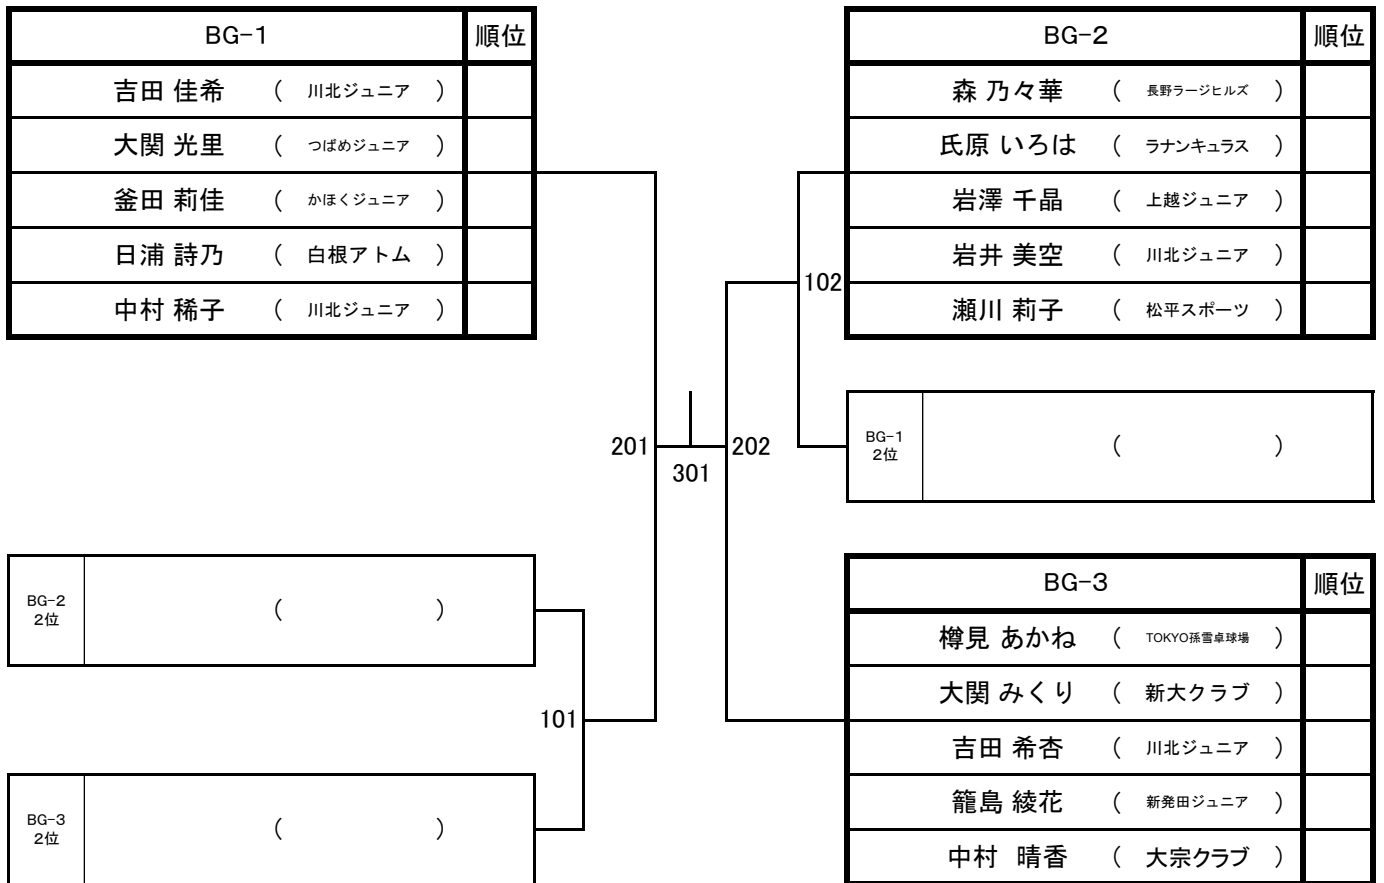 BG-1 順位
吉田 佳希 ( 川北ジュニア )
大関 光里 ( つばめジュニア )
釜田 莉佳 ( かほくジュニア )
日浦 詩乃 ( 白根アトム )
中村 稀子 ( 川北ジュニア )
BG-2 順位
森 乃々華 ( 長野ラージヒルズ )
氏原 いろは ( ラナンキュラス )
岩澤 千晶 ( 上越ジュニア )
岩井 美空 ( 川北ジュニア )
瀬川 莉子 ( 松平スポーツ )
102
201
202
301
BG-1
2位
( )
BG-2
2位
( )
101
BG-3
2位
( )
BG-3 順位
樽見 あかね ( TOKYO孫雪卓球場 )
大関 みくり ( 新大クラブ )
吉田 希杏 ( 川北ジュニア )
籠島 綾花 ( 新発田ジュニア )
中村 晴香 ( 大宗クラブ )